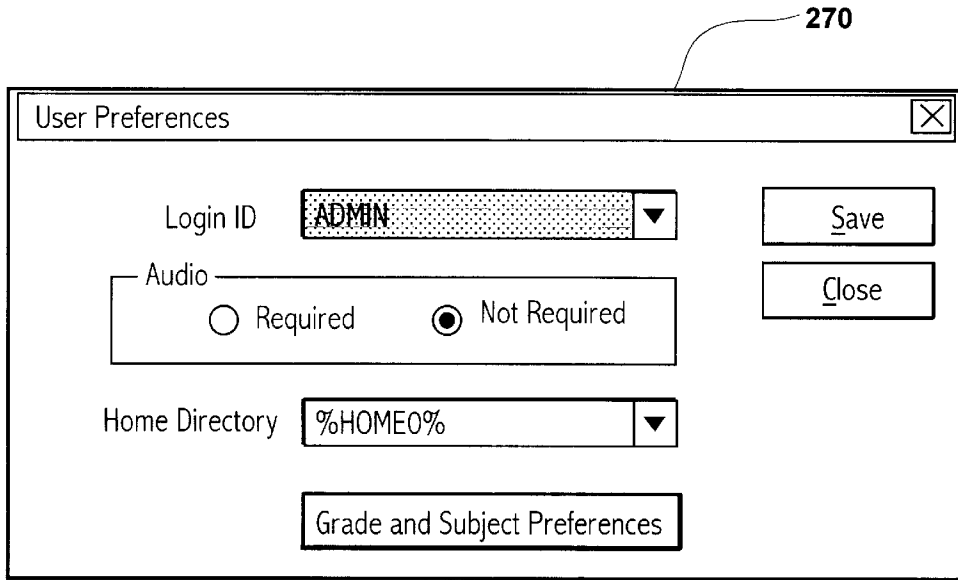 270
User Preferences
Login ID ADMIN
Save
Audio
Required Not Required
Close
Home Directory %HOME0%
Grade and Subject Preferences